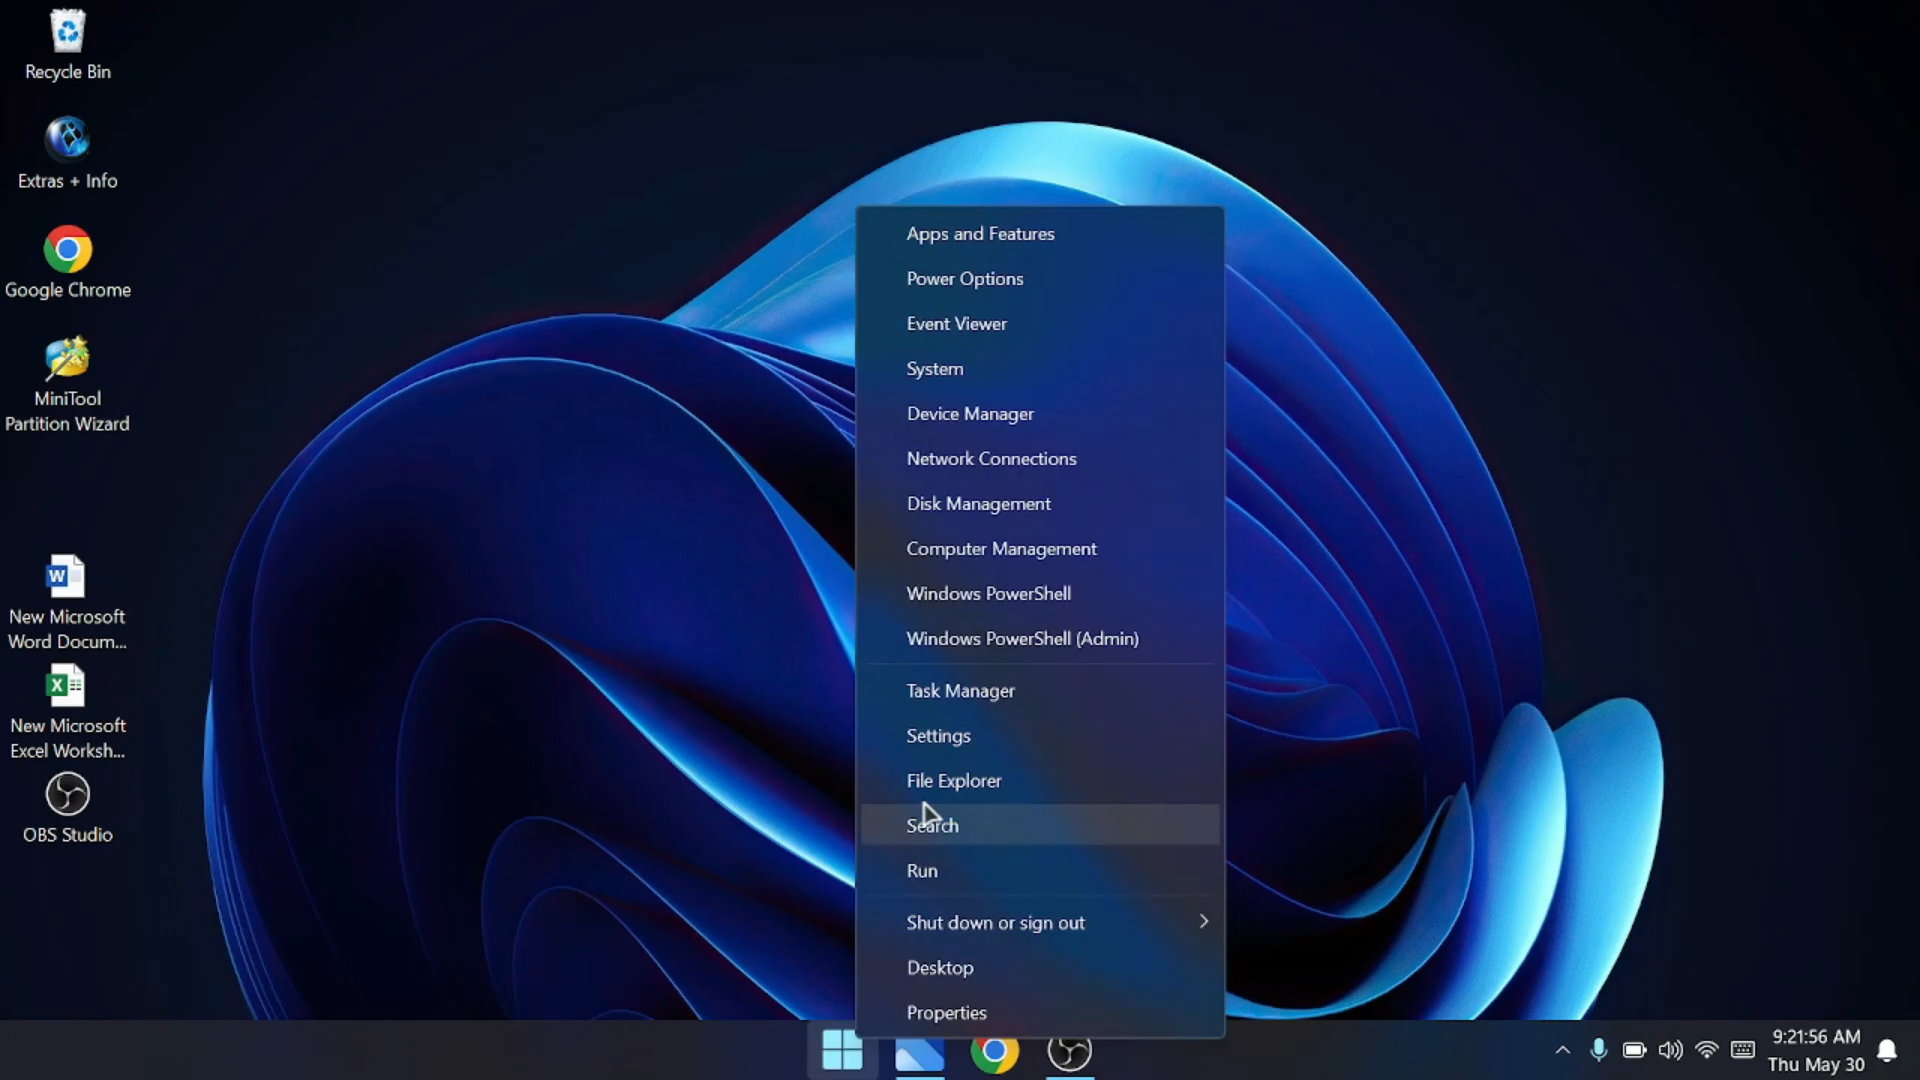 Recycle Bin
Extras + Info
Google Chrome
MiniTool
Partition Wizard
New Microsoft
Word Docum...
New Microsoft
Excel Worksh...
OBS Studio
Apps and Features
Power Options
Event Viewer
System
Device Manager
Network Connections
Disk Management
Computer Management
Windows PowerShell
Windows PowerShell (Admin)
Task Manager
Settings
File Explorer
Search
Run
Shut down or sign out
Desktop
Properties
9:21:56 AM
Thu May 30